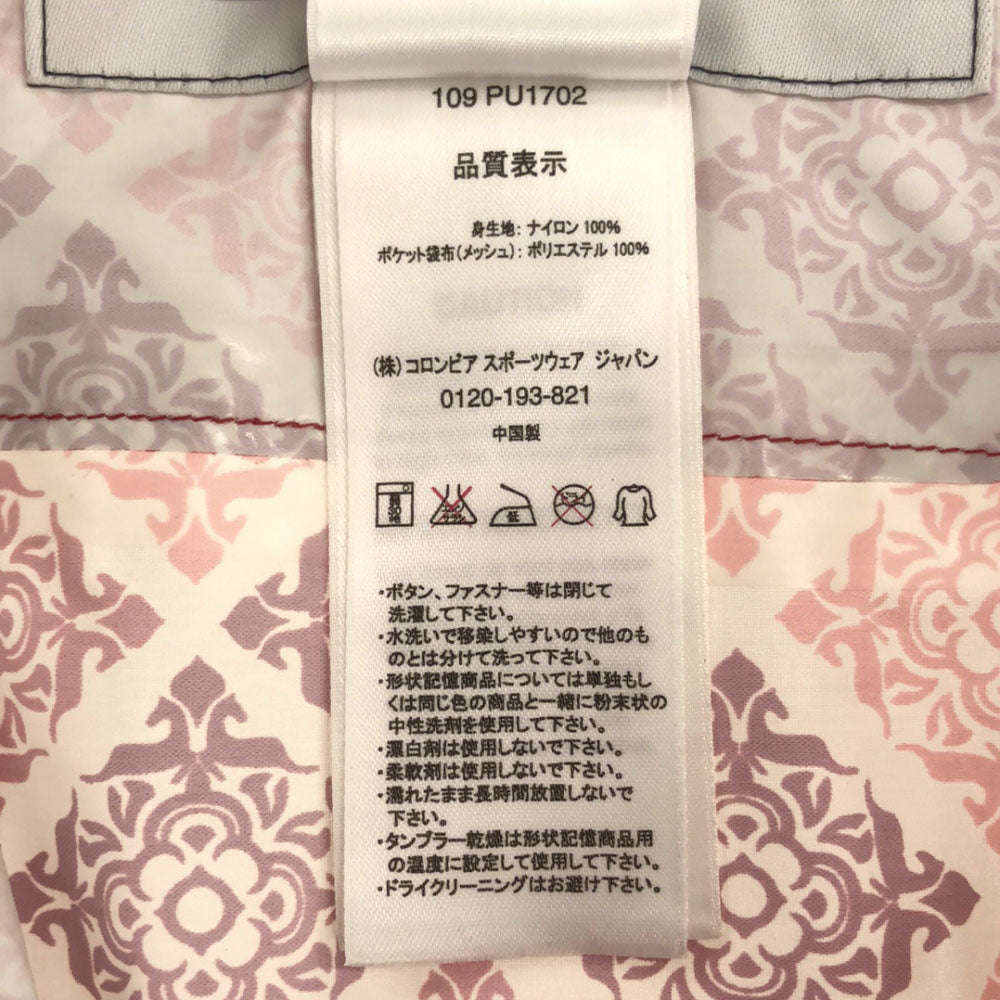 109 PU1702
品質表示
身生地: ナイロン 100%
ポケット袋布(メッシュ): ポリエステル 100%
(株) コロンビア スポーツウェア ジャパン
0120-193-821
中国製
低
・ボタン、ファスナー等は閉じて
洗濯して下さい。
・水洗いで移染しやすいので他のも
のとは分けて洗って下さい。
・形状記憶商品については単独もし
くは同じ色の商品と一緒に粉末状の
中性洗剤を使用して下さい。
・漂白剤は使用しないで下さい。
・柔軟剤は使用しないで下さい。
・濡れたまま長時間放置しないで
下さい。
・タンブラー乾燥は形状記憶商品用
の温度に設定して使用して下さい。
・ドライクリーニングはお避け下さい。